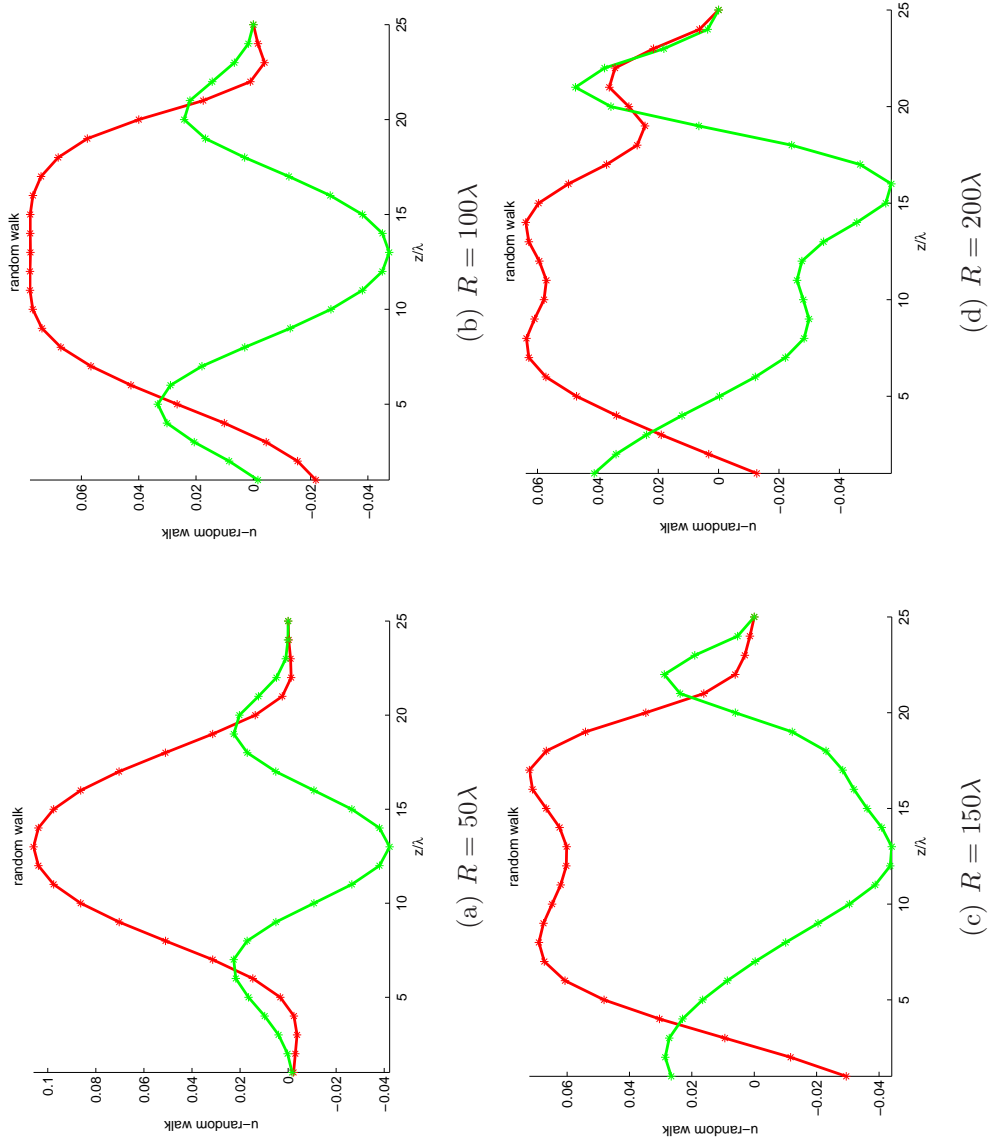 random walk
u−random walk
0.1
0.08
0.06
0.04
0.02
0
−0.02
−0.04
5
10
15
20
25
z/λ
(a) R = 50λ
random walk
u−random walk
0.06
0.04
0.02
0
−0.02
−0.04
5
10
15
20
25
z/λ
(b) R = 100λ
random walk
u−random walk
0.06
0.04
0.02
0
−0.02
−0.04
5
10
15
20
25
z/λ
(c) R = 150λ
random walk
u−random walk
0.06
0.04
0.02
0
−0.02
−0.04
5
10
15
20
25
z/λ
(d) R = 200λ